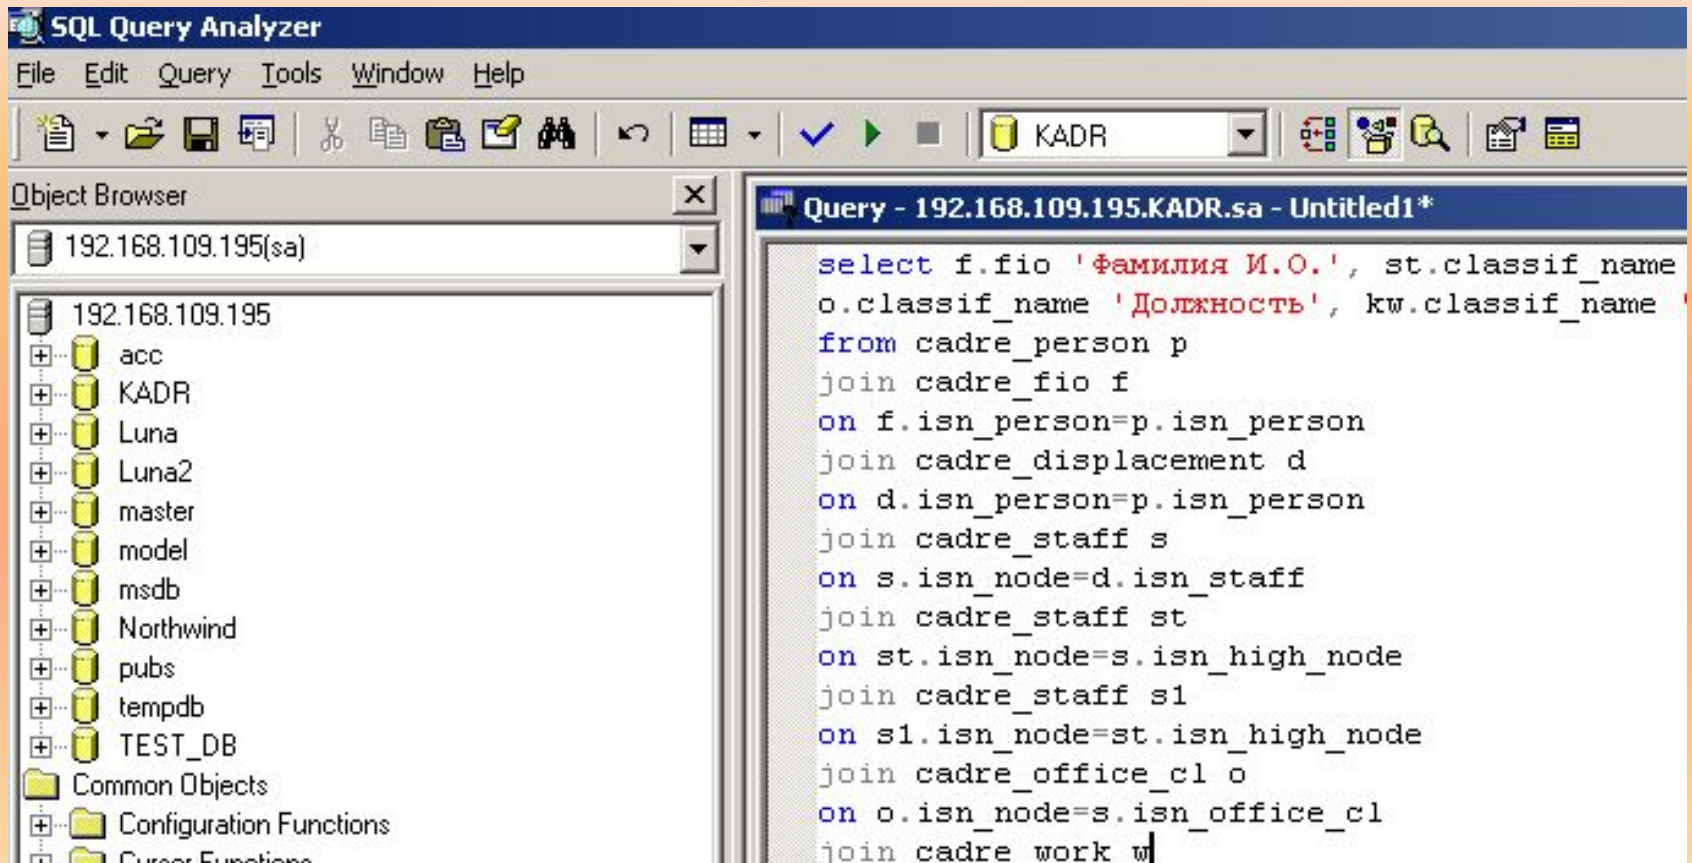 SQL Query Analyzer
File Edit Query Tools Window Help
KADR
Object Browser
192.168.109.195(sa)
192.168.109.195
acc
KADR
Luna
Luna2
master
model
msdb
Northwind
pubs
tempdb
TEST_DB
Common Objects
Configuration Functions
Cursor Functions
Query - 192.168.109.195.KADR.sa - Untitled1*
select f.fio 'Фамилия И.О.', st.classif_name
o.classif_name 'Должность', kw.classif_name '
from cadre_person p
join cadre_fio f
on f.isn_person=p.isn_person
join cadre_displacement d
on d.isn_person=p.isn_person
join cadre_staff s
on s.isn_node=d.isn_staff
join cadre_staff st
on st.isn_node=s.isn_high_node
join cadre_staff s1
on s1.isn_node=st.isn_high_node
join cadre_office_cl o
on o.isn_node=s.isn_office_cl
join cadre_work w